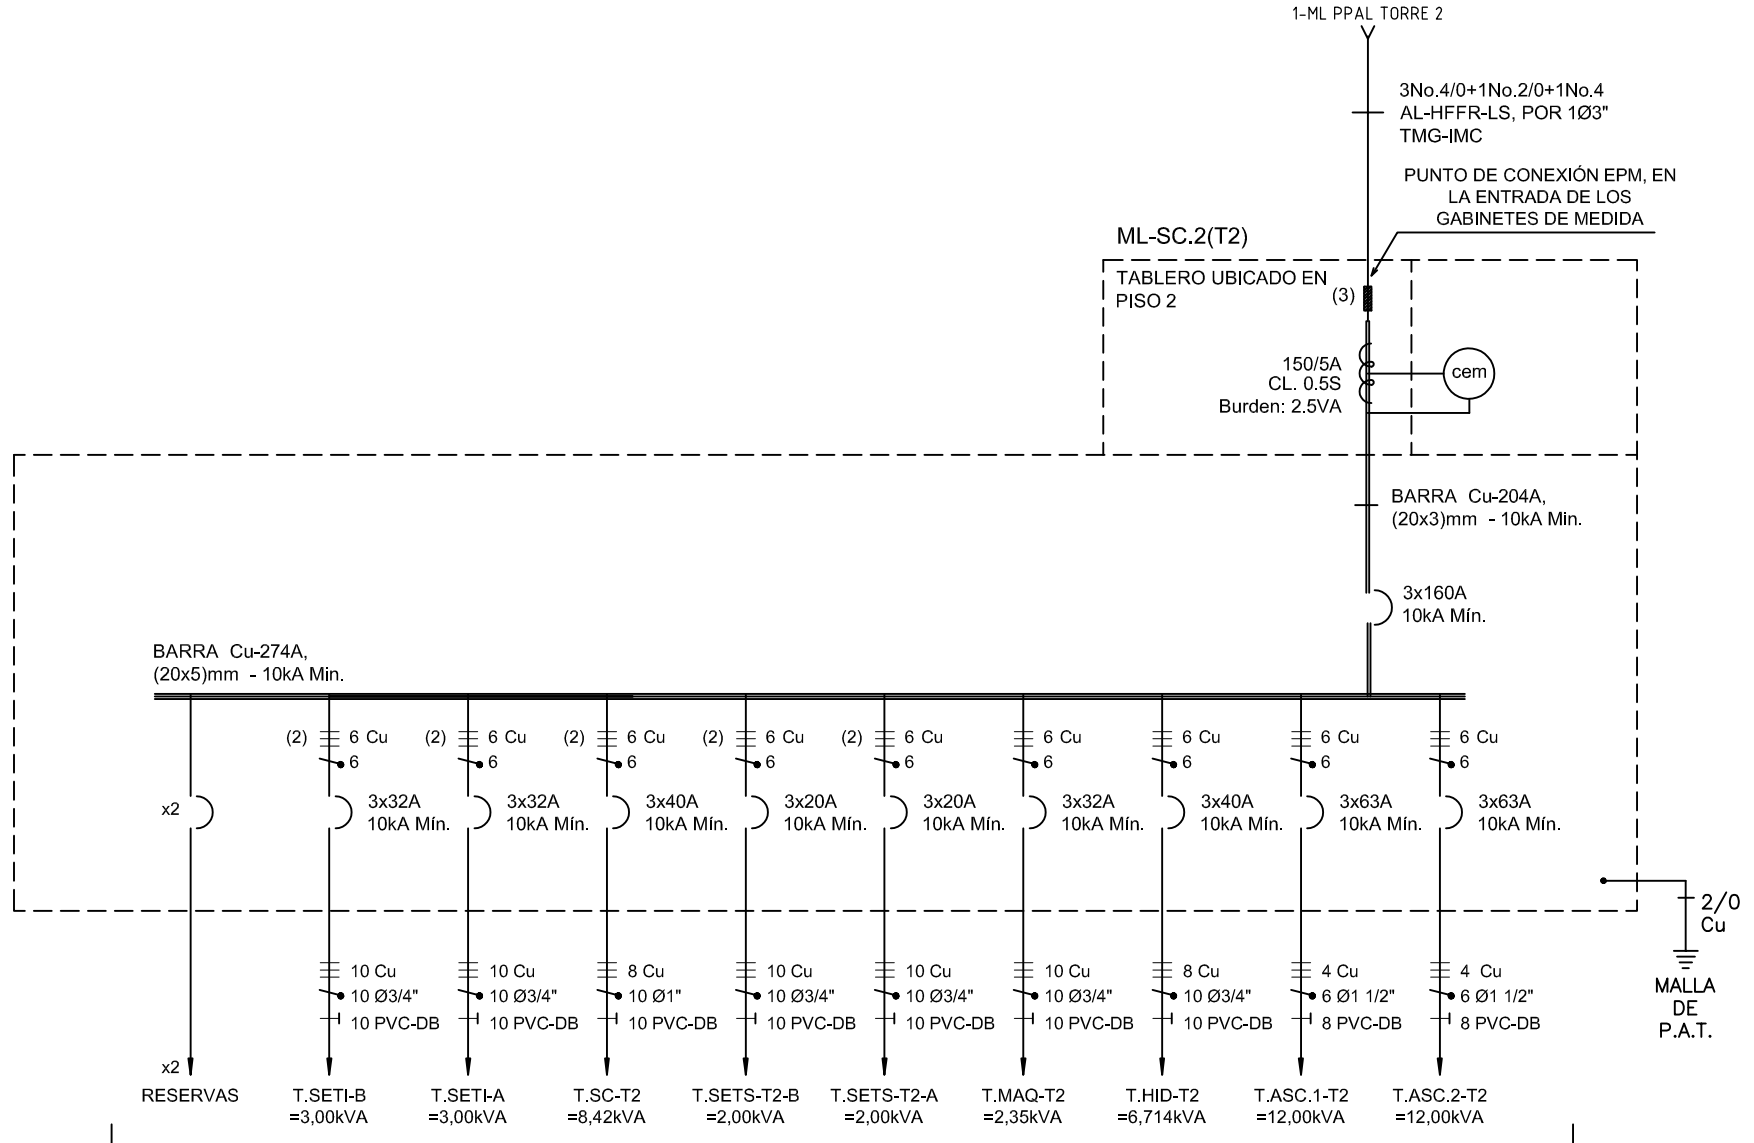 1-ML PPAL TORRE 2
3No.4/0+1No.2/0+1No.4
AL-HFFR-LS, POR 1Ø3"
TMG-IMC
PUNTO DE CONEXIÓN EPM, EN
LA ENTRADA DE LOS
GABINETES DE MEDIDA
ML-SC.2(T2)
TABLERO UBICADO EN
PISO 2
(3)
150/5A
CL. 0.5S
Burden: 2.5VA
cem
BARRA Cu-204A,
(20x3)mm - 10kA Min.
3x160A
10kA Mín.
BARRA Cu-274A,
(20x5)mm - 10kA Min.
(2) 6 Cu (2) 6 Cu (2) 6 Cu (2) 6 Cu (2) 6 Cu 6 Cu 6 Cu 6 Cu 6 Cu
6 6 6 6 6 6 6 6 6
x2 3x32A 3x32A 3x40A 3x20A 3x20A 3x32A 3x40A 3x63A 3x63A
10kA Mín. 10kA Mín. 10kA Mín. 10kA Mín. 10kA Mín. 10kA Mín. 10kA Mín. 10kA Mín. 10kA Mín.
2/0
Cu
MALLA
DE
P.A.T.
10 Cu 10 Cu 8 Cu 10 Cu 10 Cu 10 Cu 8 Cu 4 Cu 4 Cu
10 Ø3/4" 10 Ø3/4" 10 Ø1" 10 Ø3/4" 10 Ø3/4" 10 Ø3/4" 10 Ø3/4" 6 Ø1 1/2" 6 Ø1 1/2"
10 PVC-DB 10 PVC-DB 10 PVC-DB 10 PVC-DB 10 PVC-DB 10 PVC-DB 10 PVC-DB 8 PVC-DB 8 PVC-DB
x2
RESERVAS T.SETI-B T.SETI-A T.SC-T2 T.SETS-T2-B T.SETS-T2-A T.MAQ-T2 T.HID-T2 T.ASC.1-T2 T.ASC.2-T2
=3,00kVA =3,00kVA =8,42kVA =2,00kVA =2,00kVA =2,35kVA =6,714kVA =12,00kVA =12,00kVA